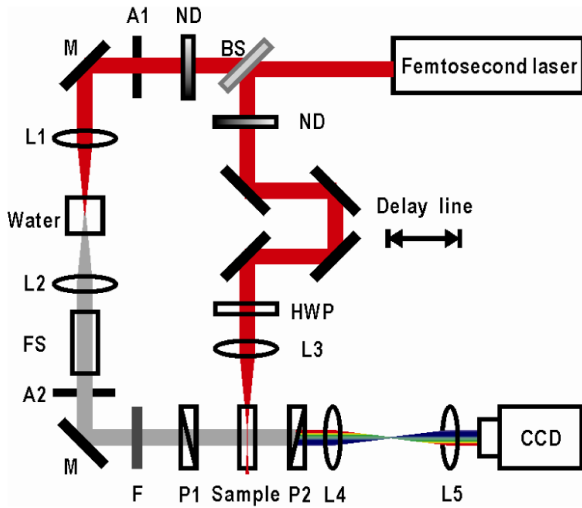 A1
ND
M
BS
Femtosecond laser
ND
L1
Delay line
Water
L2
HWP
FS
L3
A2
CCD
M
F
P1
Sample
P2
L4
L5